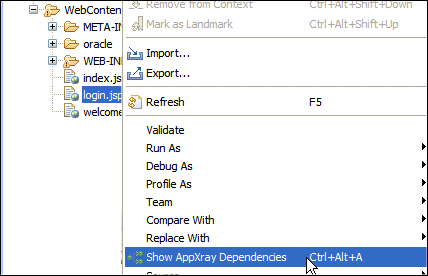 WebConten
META-IN
oracle
WEB-INF
index.js
login.jsp
welcome
Remove from Context Ctrl+Alt+Shift+Down
Mark as Landmark Ctrl+Alt+Shift+Up
Import...
Export...
Refresh F5
Validate
Run As
Debug As
Profile As
Team
Compare With
Replace With
Show AppXray Dependencies Ctrl+Alt+A